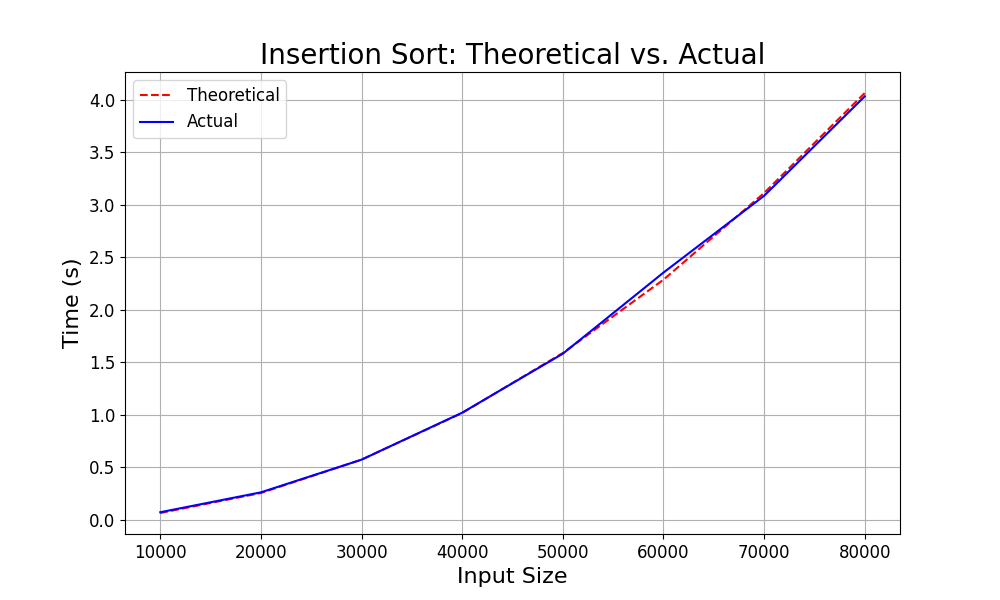 Insertion Sort: Theoretical vs. Actual
Theoretical
Actual
4.0
3.5
3.0
2.5
2.0
1.5
1.0
0.5
0.0
Time (s)
10000 20000 30000 40000 50000 60000 70000 80000
Input Size